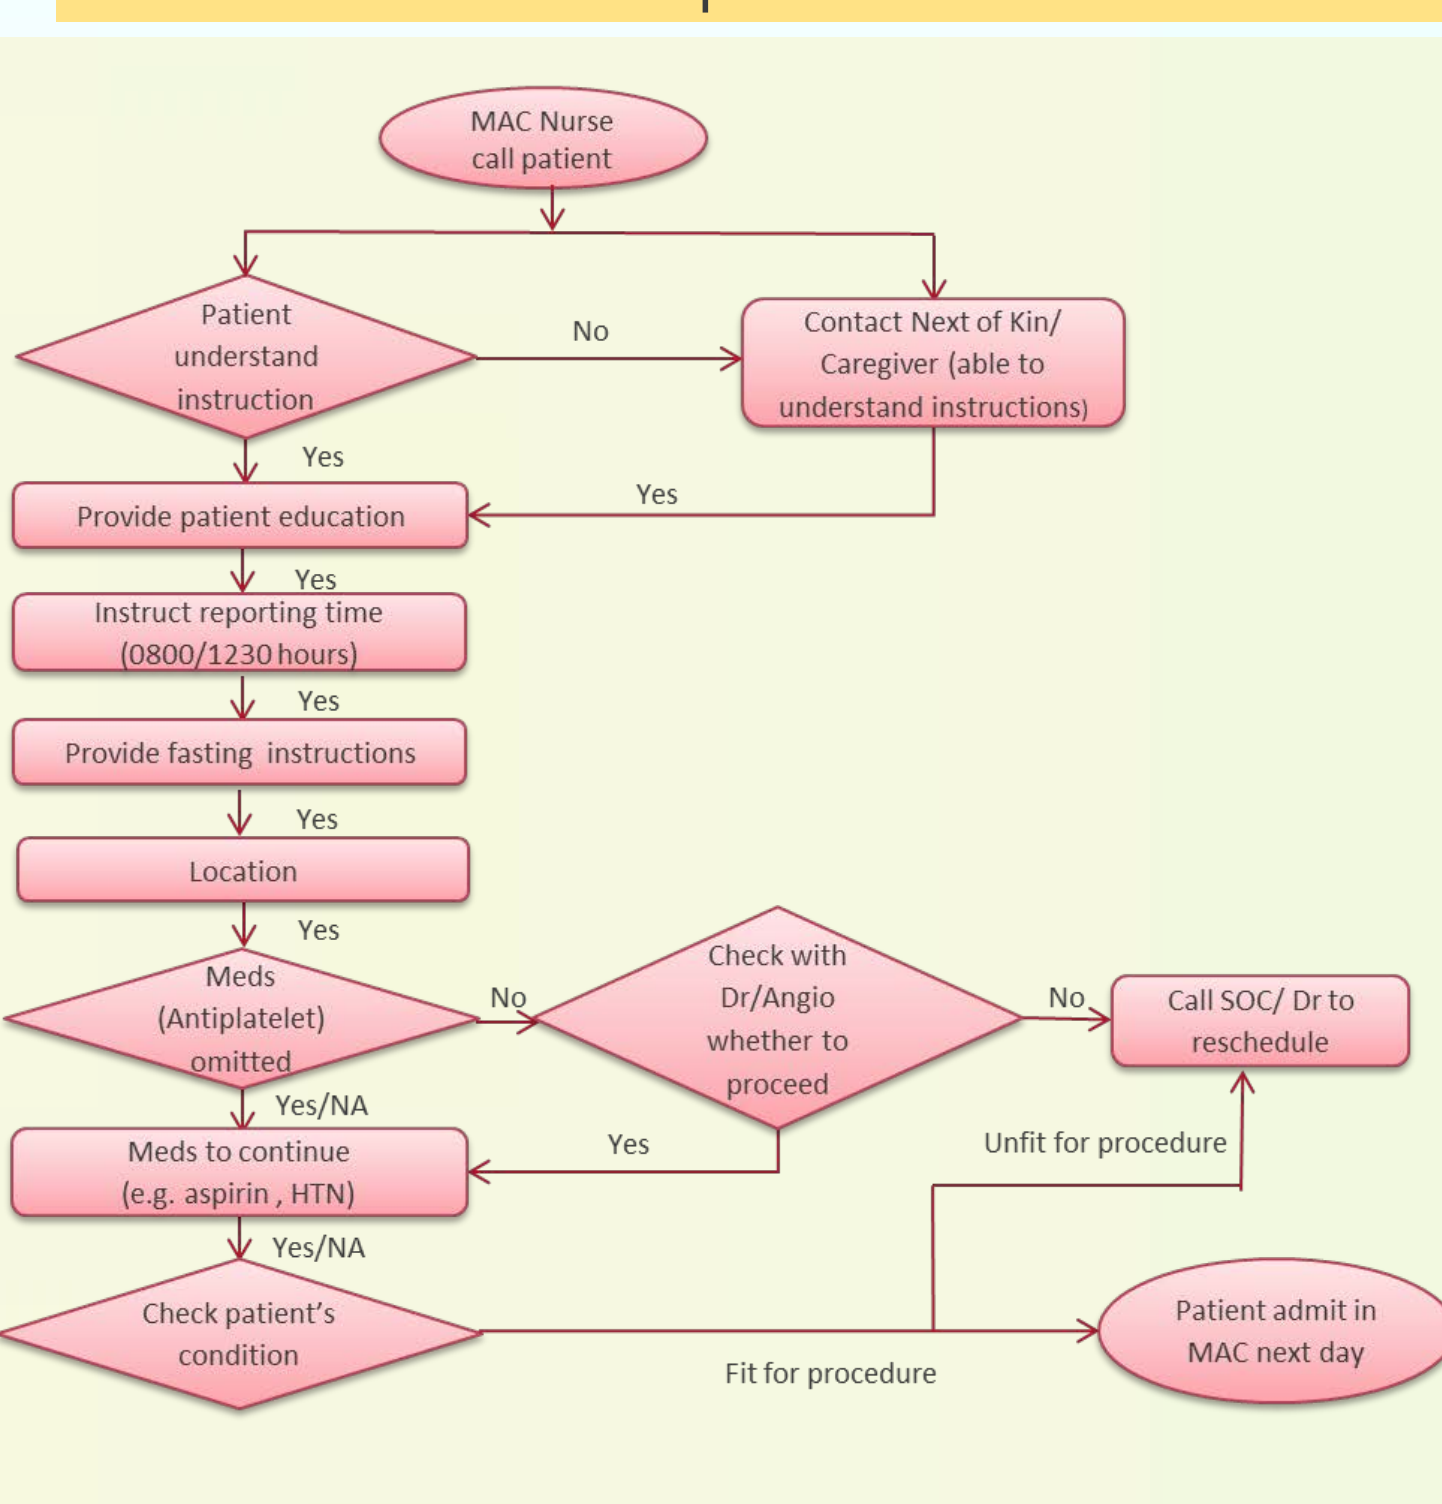 MAC Nurse
call patient
Patient
understand
instruction
No
Contact Next of Kin/
Caregiver (able to
understand instructions)
Yes
Yes
Provide patient education
Yes
Instruct reporting time
(0800/1230 hours)
Yes
Provide fasting instructions
Yes
Location
Yes
Meds
(Antiplatelet)
omitted
No
Check with
Dr/Angio
whether to
proceed
No
Call SOC/ Dr to
reschedule
Yes/NA
Yes
Unfit for procedure
Meds to continue
(e.g. aspirin , HTN)
Yes/NA
Check patient’s
condition
Fit for procedure
Patient admit in
MAC next day